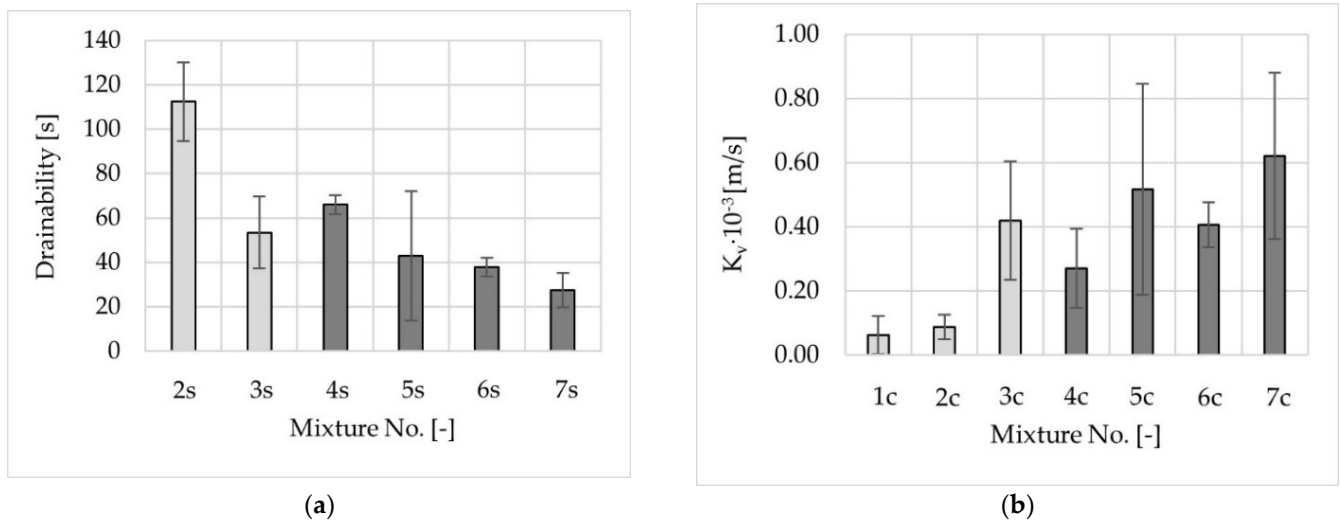 140
120
100
80
60
40
20
0
Drainability [s]
2s 3s 4s 5s 6s 7s
Mixture No. [-]
(a)
1.00
0.80
0.60
0.40
0.20
0.00
Kᵥ·10⁻³[m/s]
1c 2c 3c 4c 5c 6c 7c
Mixture No. [-]
(b)